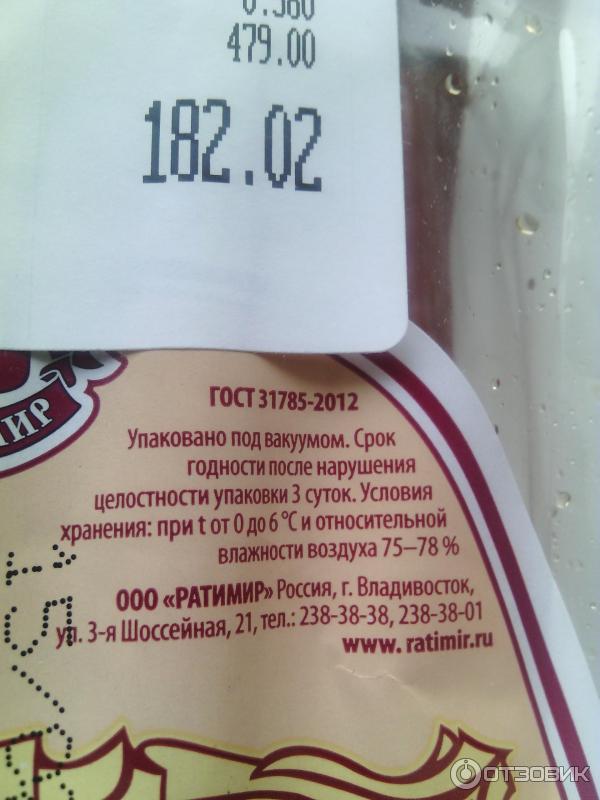 479.00
182.02
ГОСТ 31785-2012
Упаковано под вакуумом. Срок
годности после нарушения
целостности упаковки 3 суток. Условия
хранения: при t от 0 до 6 °С и относительной
влажности воздуха 75–78 %
ООО «РАТИМИР» Россия, г. Владивосток,
ул. 3-я Шоссейная, 21, тел.: 238-38-38, 238-38-01
www. ratimir.ru
ОТЗОВИК